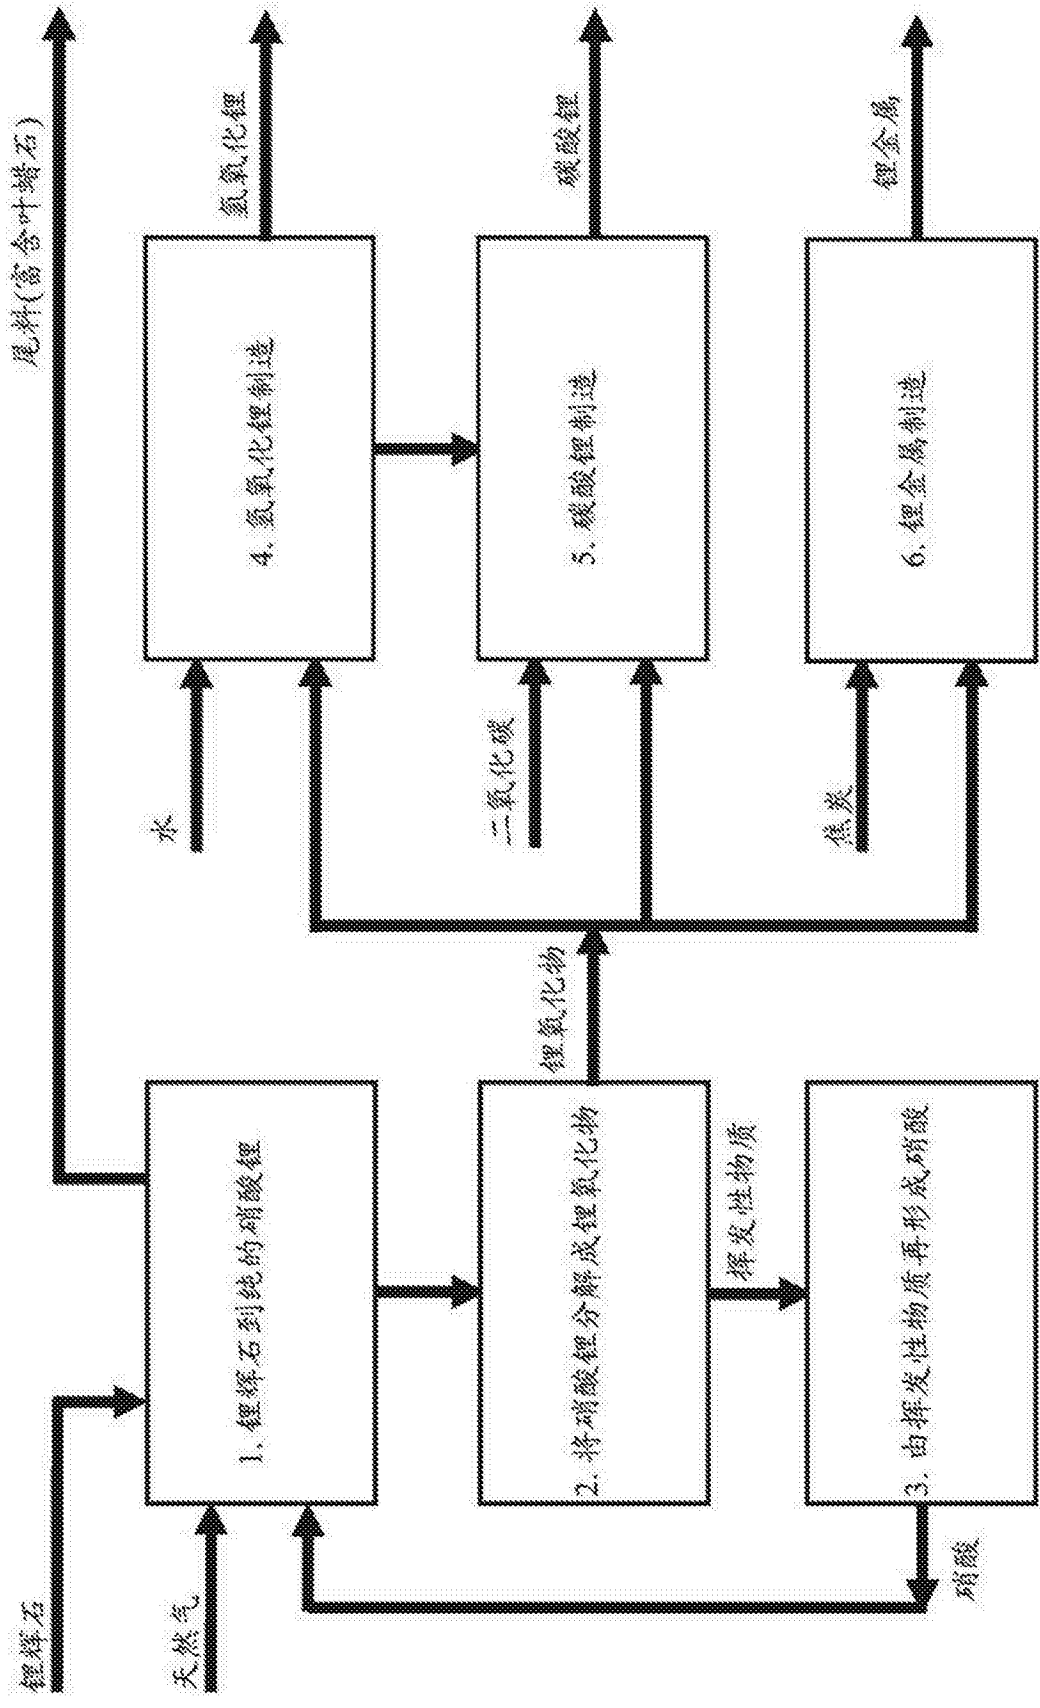 锂辉石
尾料(富含叶蜡石)
天然气
1. 锂辉石到纯的硝酸锂
水
4. 氢氧化锂制造
氢氧化锂
2. 将硝酸锂分解成锂氧化物
锂氧化物
二氧化碳
5. 碳酸锂制造
碳酸锂
挥发性物质
3. 由挥发性物质再形成硝酸
硝酸
焦炭
6. 锂金属制造
锂金属